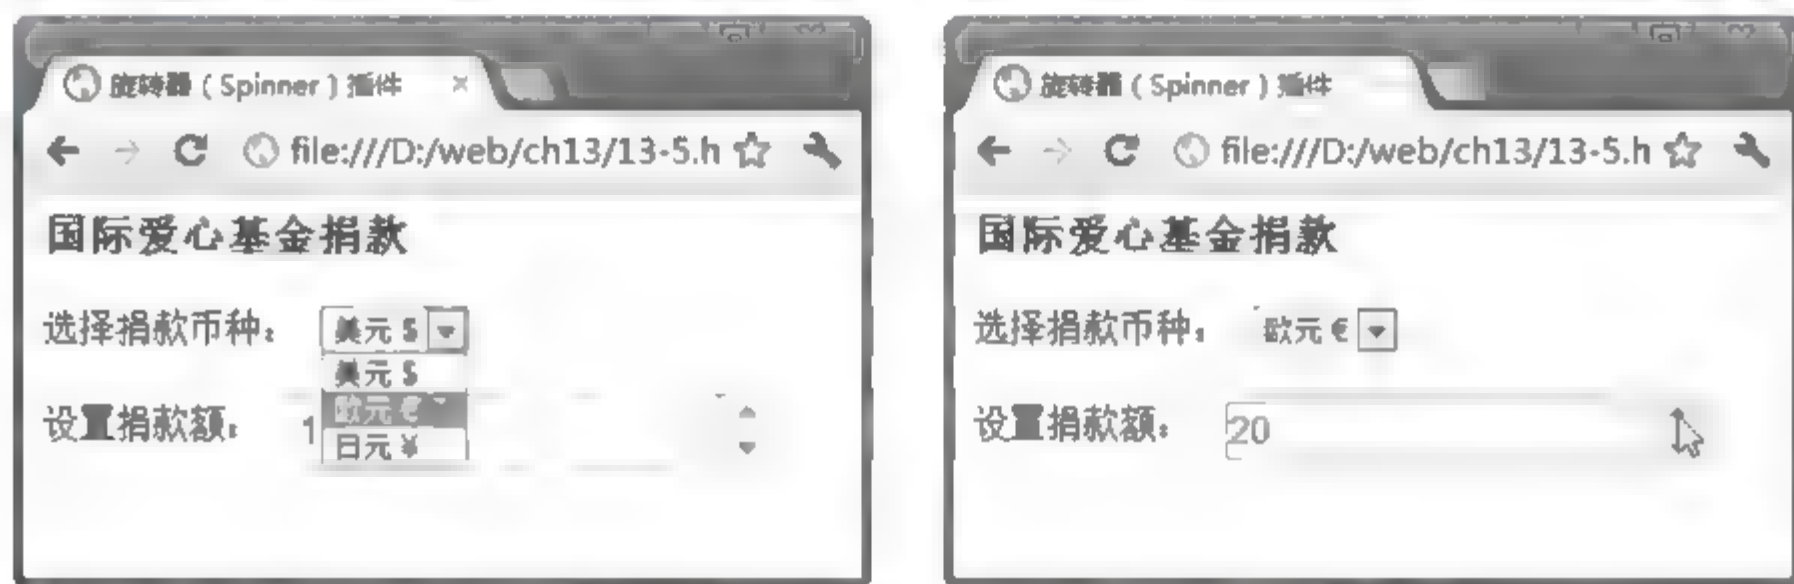 旋转器 ( Spinner ) 插件 ×
file:///D:/web/ch13/13-5.h
国际爱心基金捐款
选择捐款币种： 美元 $
美元 $
欧元 €
日元 ¥
设置捐款额： 1
旋转器 ( Spinner ) 插件
file:///D:/web/ch13/13-5.h
国际爱心基金捐款
选择捐款币种： 欧元 €
设置捐款额： 20